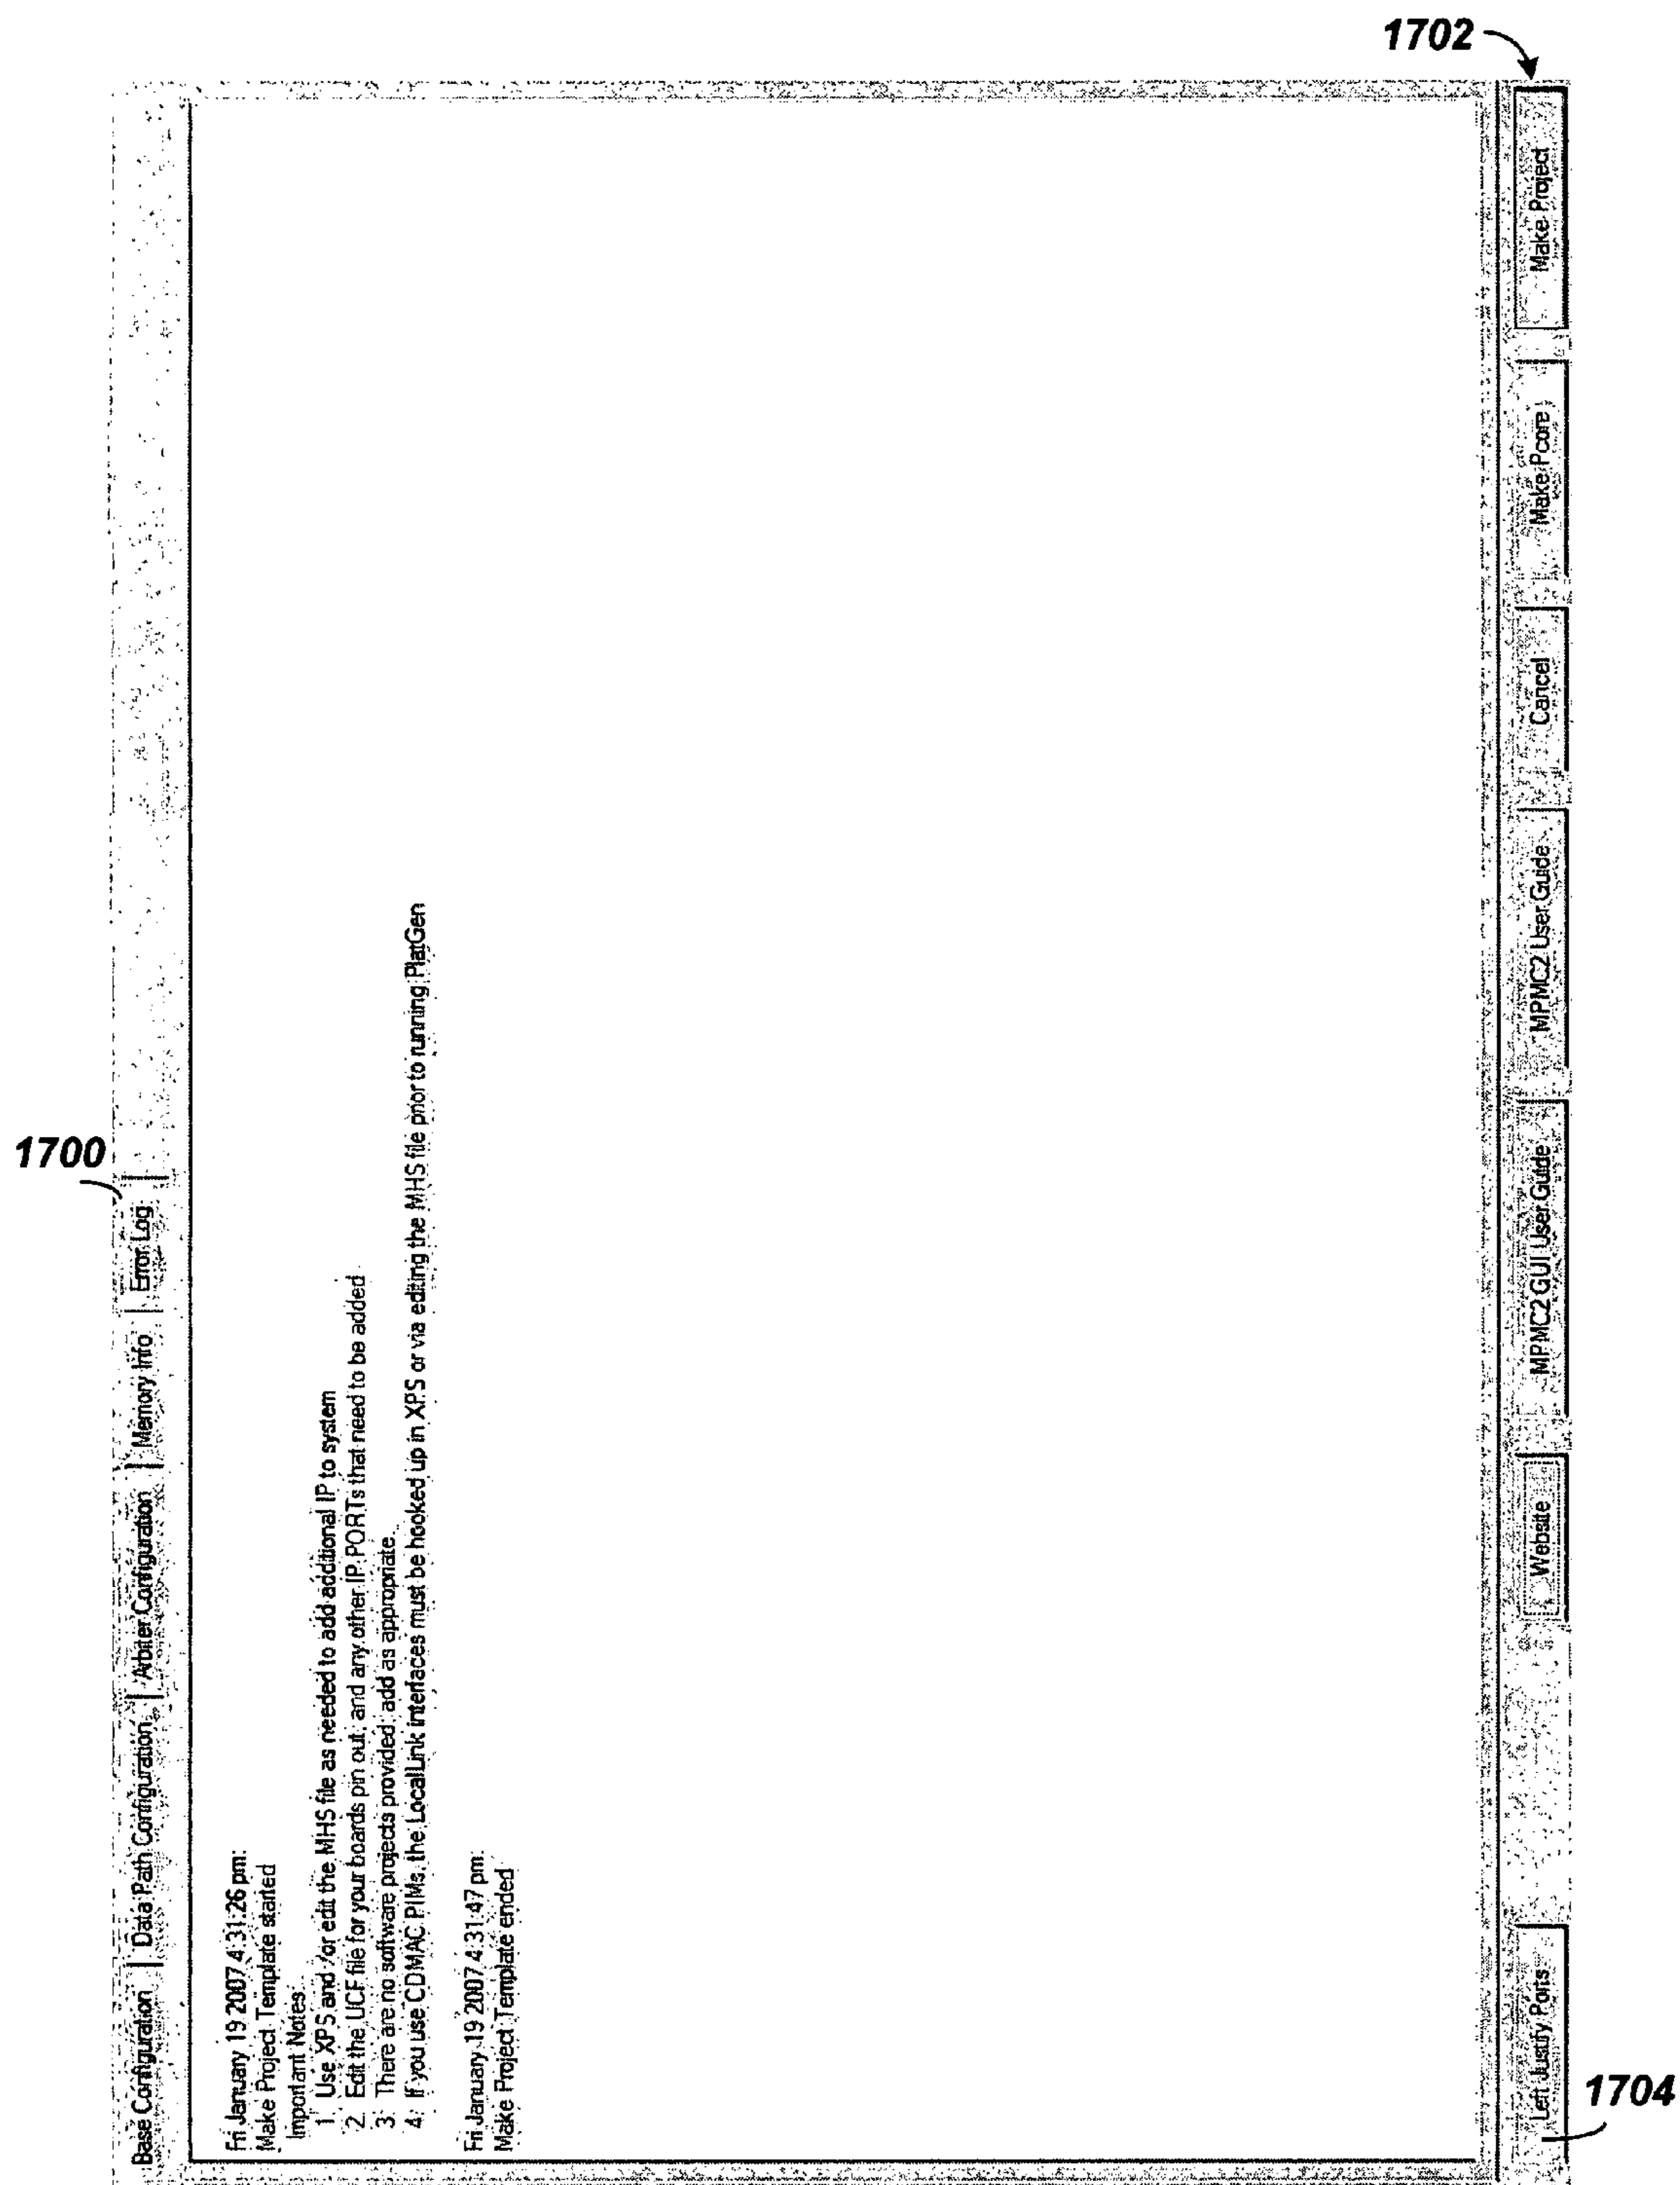 1700
1702
Base Configuration Data Path Configuration Arbiter Configuration Memory Info Error Log
Fri January 19 2007 4:31:26 pm:
Make Project Template started
Important Notes:
1. Use XPS and /or edit the MHS file as needed to add additional IP to system
2. Edit the UCF file for your boards pin out, and any other IP PORTs that need to be added
3. There are no software projects provided, add as appropriate.
4. If you use CDMAC PIMs, the LocalLink interfaces must be hooked up in XPS or via editing the MHS file prior to running PlatGen
Fri January 19 2007 4:31:47 pm:
Make Project Template ended
Left Justify Ports Website MPMC2 GUI User Guide MPMC2 User Guide Cancel Make Pcore Make Project
1704